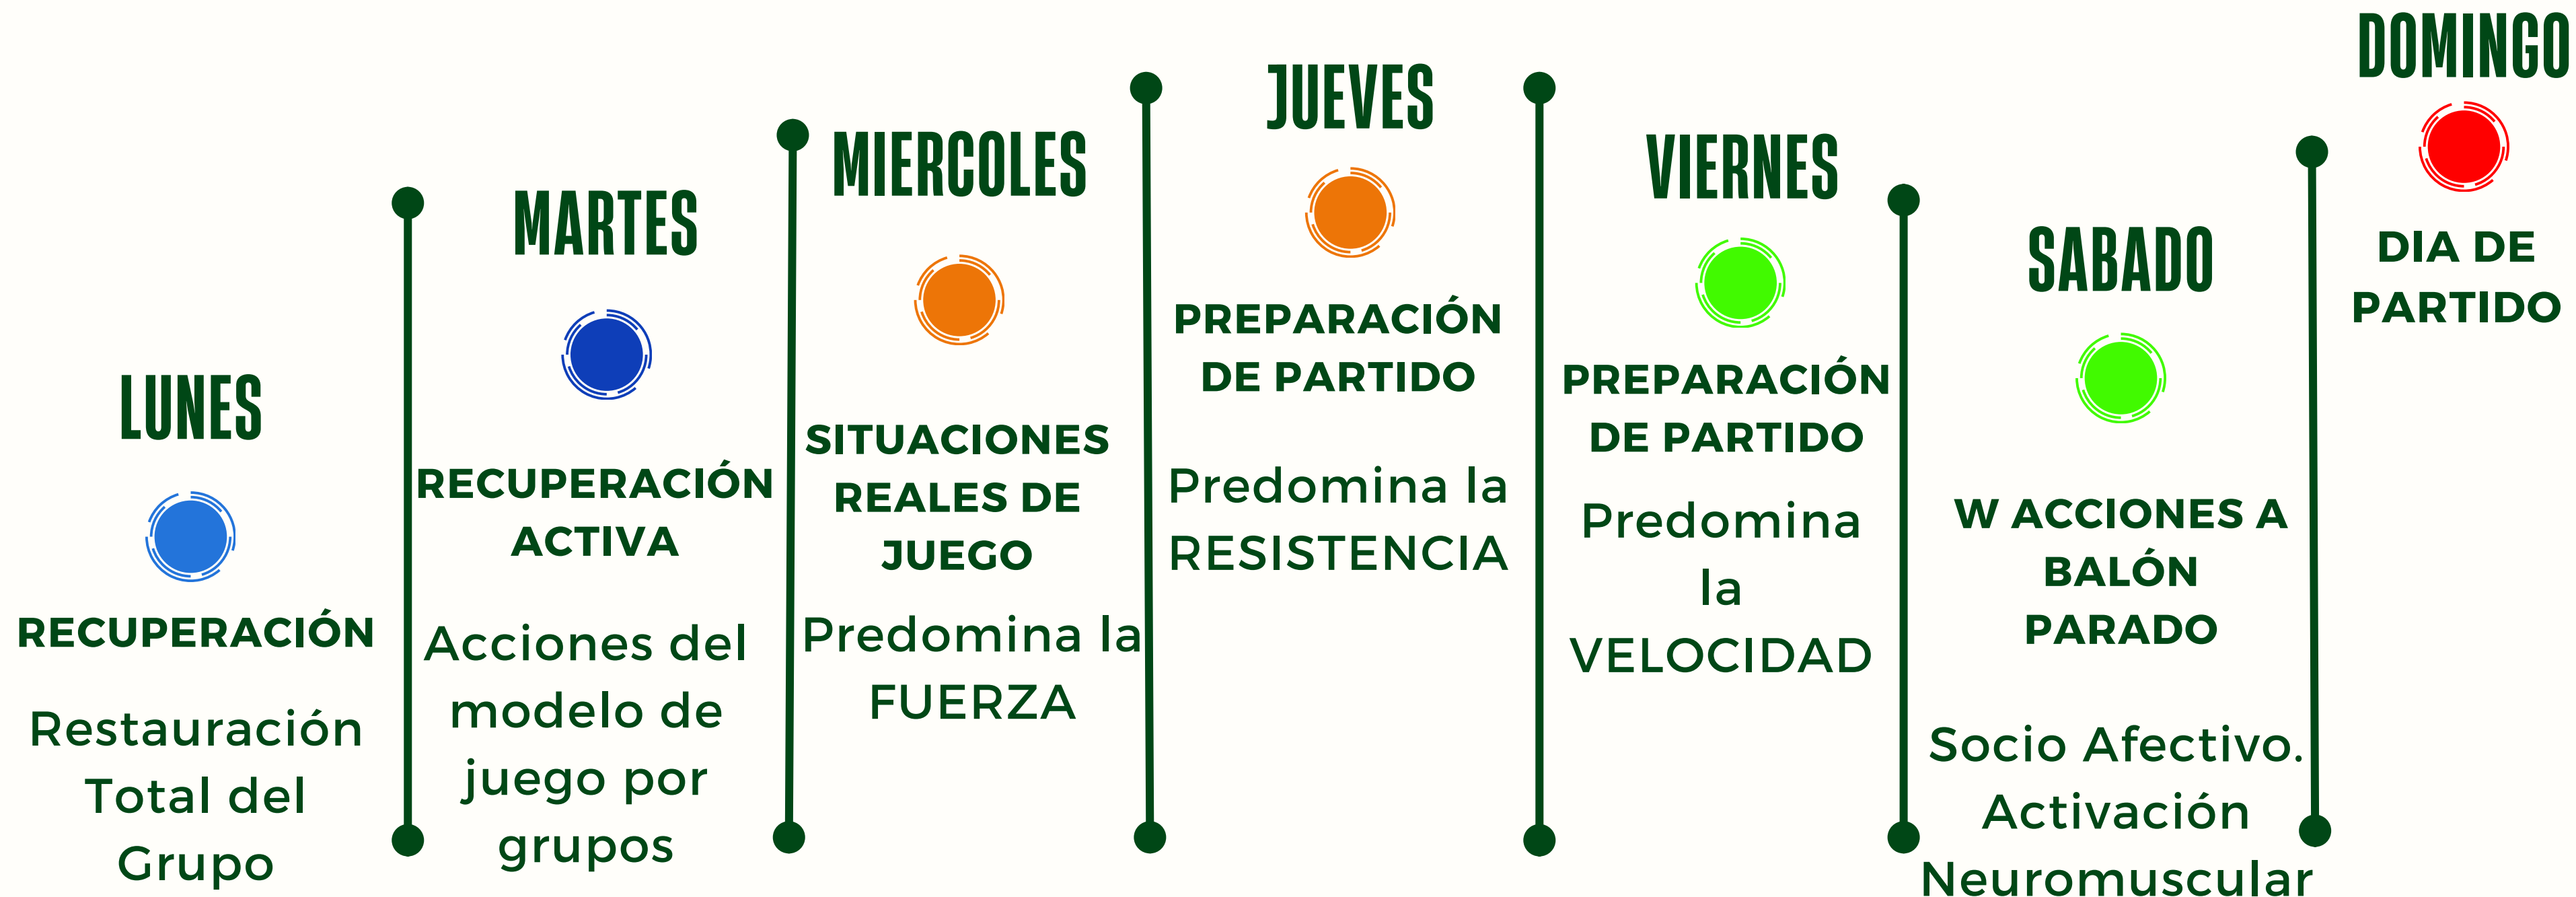 LUNES
RECUPERACIÓN
Restauración
Total del
Grupo
MARTES
RECUPERACIÓN
ACTIVA
Acciones del
modelo de
juego por
grupos
MIERCOLES
SITUACIONES
REALES DE
JUEGO
Predomina la
FUERZA
JUEVES
PREPARACIÓN
DE PARTIDO
Predomina la
RESISTENCIA
VIERNES
PREPARACIÓN
DE PARTIDO
Predomina
la
VELOCIDAD
SABADO
W ACCIONES A
BALÓN
PARADO
Socio Afectivo.
Activación
Neuromuscular
DOMINGO
DIA DE
PARTIDO